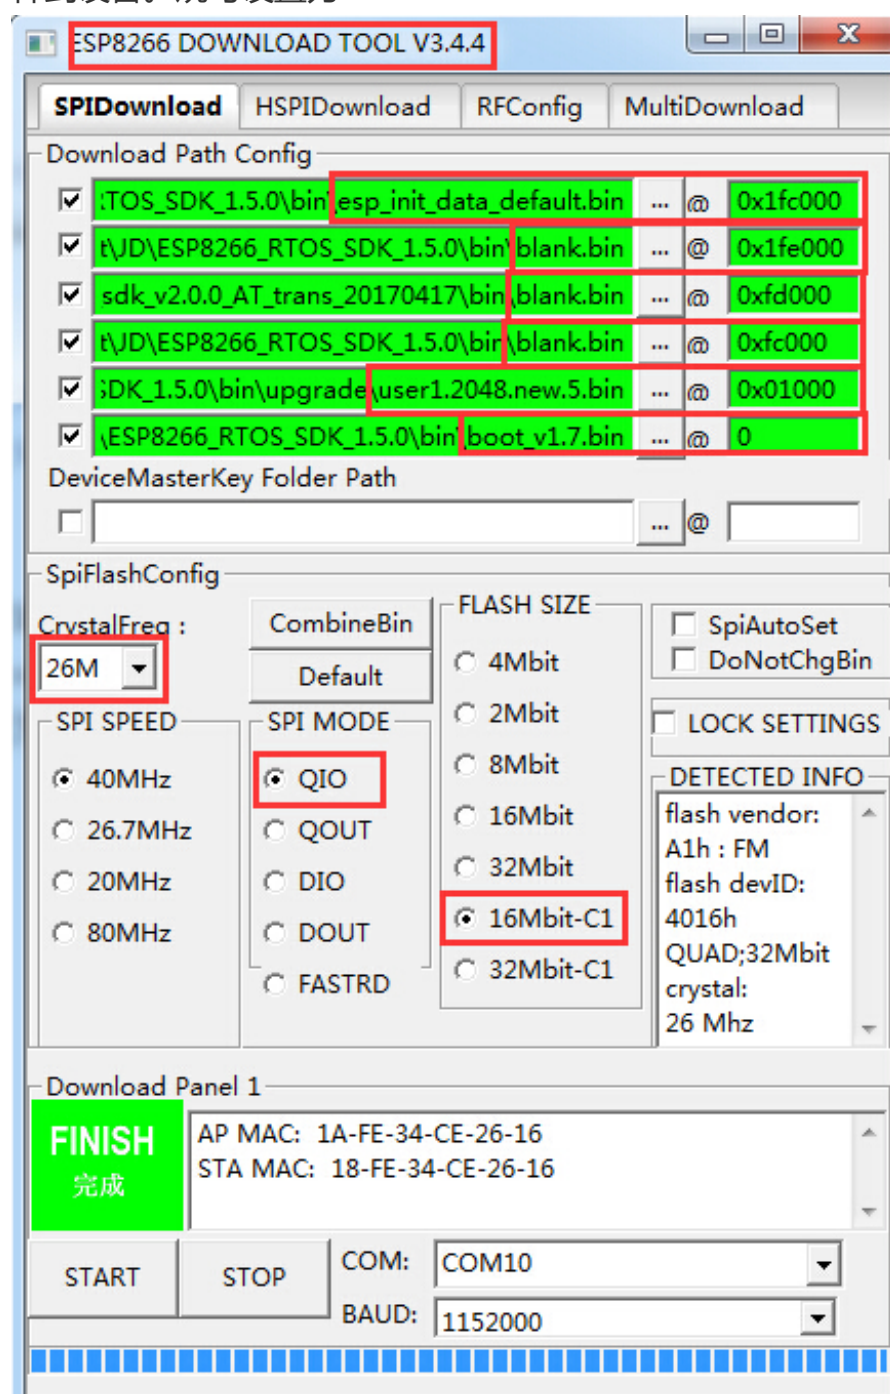 ESP8266 DOWNLOAD TOOL V3.4.4
SPIDownload HSPIDownload RFConfig MultiDownload
Download Path Config
:TOS_SDK_1.5.0\bin\esp_init_data_default.bin ... @ 0x1fc000
t\JD\ESP8266_RTOS_SDK_1.5.0\bin\blank.bin ... @ 0x1fe000
sdk_v2.0.0_AT_trans_20170417\bin\blank.bin ... @ 0xfd000
t\JD\ESP8266_RTOS_SDK_1.5.0\bin\blank.bin ... @ 0xfc000
;DK_1.5.0\bin\upgrade\user1.2048.new.5.bin ... @ 0x01000
\ESP8266_RTOS_SDK_1.5.0\bin\boot_v1.7.bin ... @ 0
DeviceMasterKey Folder Path
... @
SpiFlashConfig
CrystalFreq :
26M
CombineBin
Default
SPI SPEED
40MHz
26.7MHz
20MHz
80MHz
SPI MODE
QIO
QOUT
DIO
DOUT
FASTRD
FLASH SIZE
4Mbit
2Mbit
8Mbit
16Mbit
32Mbit
16Mbit-C1
32Mbit-C1
SpiAutoSet
DoNotChgBin
LOCK SETTINGS
DETECTED INFO
flash vendor:
A1h : FM
flash devID:
4016h
QUAD;32Mbit
crystal:
26 Mhz
Download Panel 1
FINISH
完成
AP MAC: 1A-FE-34-CE-26-16
STA MAC: 18-FE-34-CE-26-16
START STOP
COM: COM10
BAUD: 1152000